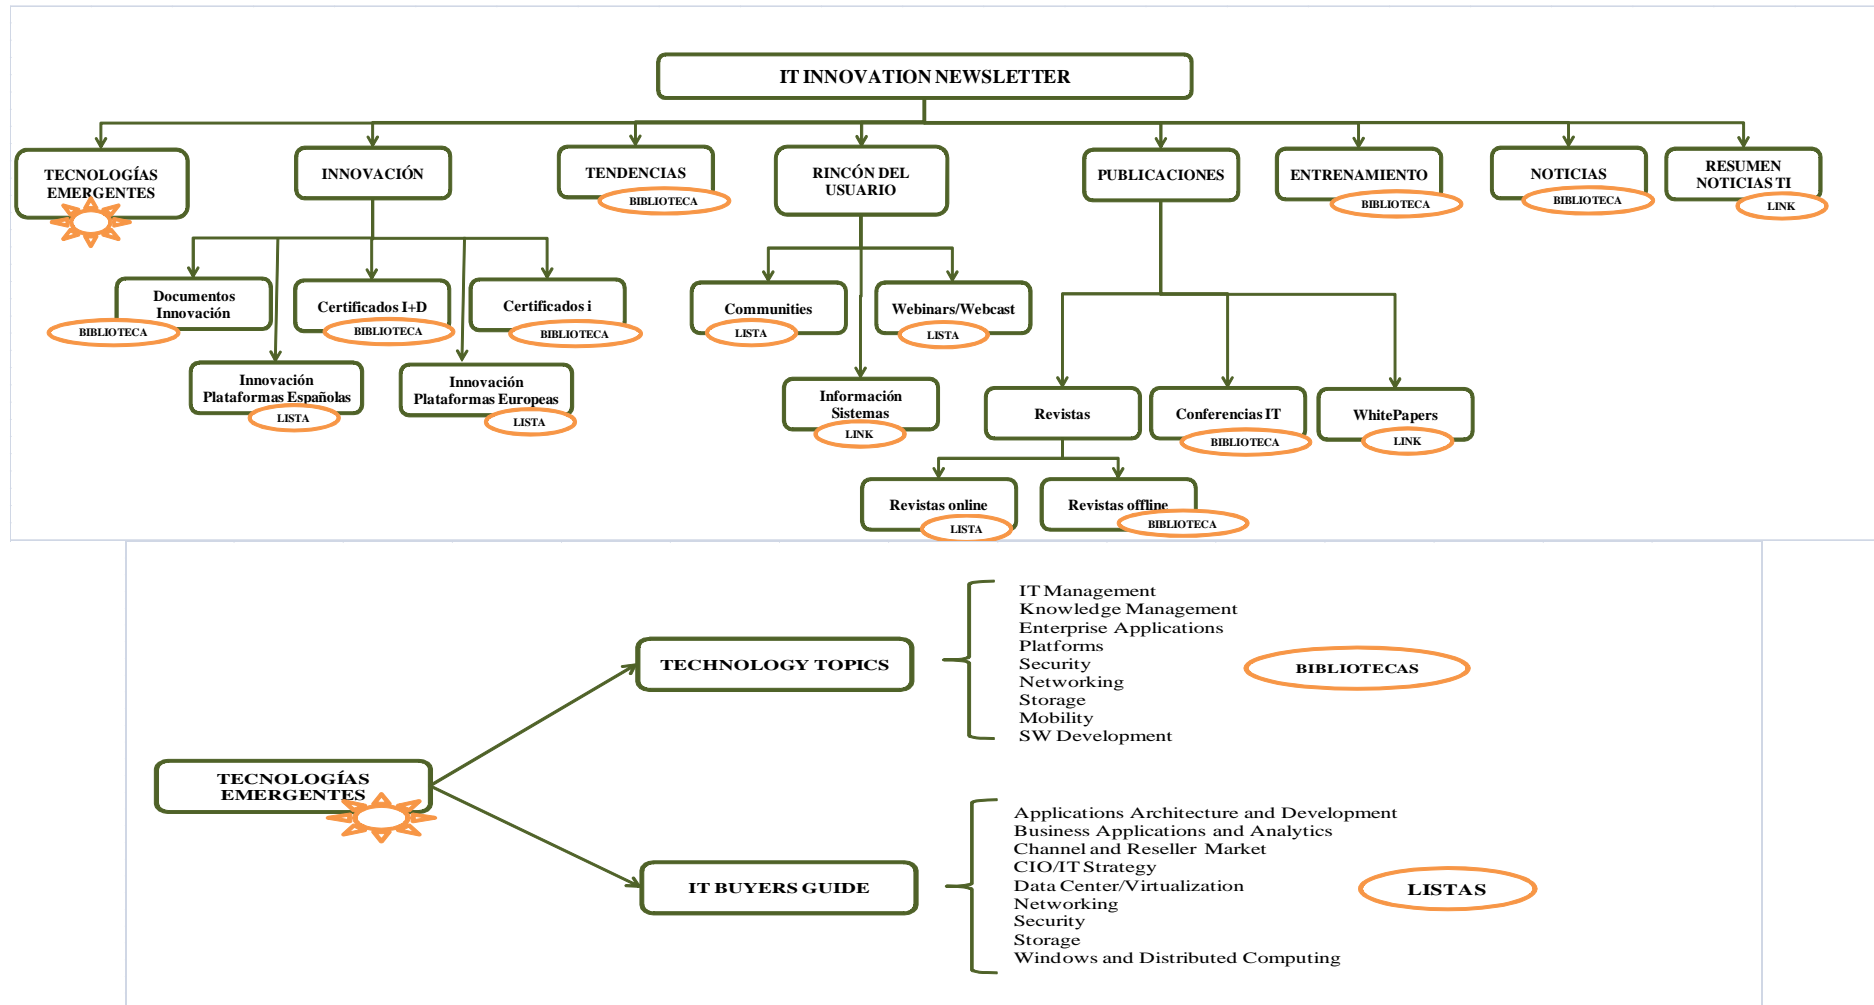 IT INNOVATION NEWSLETTER
TECNOLOGÍAS
EMERGENTES
INNOVACIÓN
TENDENCIAS
BIBLIOTECA
RINCÓN DEL
USUARIO
PUBLICACIONES
ENTRENAMIENTO
BIBLIOTECA
NOTICIAS
BIBLIOTECA
RESUMEN
NOTICIAS TI
LINK
Documentos
Innovación
BIBLIOTECA
Certificados I+D
BIBLIOTECA
Certificados i
BIBLIOTECA
Innovación
Plataformas Españolas
LISTA
Innovación
Plataformas Europeas
LISTA
Communities
LISTA
Webinars/Webcast
LISTA
Información
Sistemas
LINK
Revistas
Conferencias IT
BIBLIOTECA
WhitePapers
LINK
Revistas online
LISTA
Revistas offline
BIBLIOTECA
TECNOLOGÍAS
EMERGENTES
TECHNOLOGY TOPICS
IT Management
Knowledge Management
Enterprise Applications
Platforms
Security
Networking
Storage
Mobility
SW Development
BIBLIOTECAS
IT BUYERS GUIDE
Applications Architecture and Development
Business Applications and Analytics
Channel and Reseller Market
CIO/IT Strategy
Data Center/Virtualization
Networking
Security
Storage
Windows and Distributed Computing
LISTAS